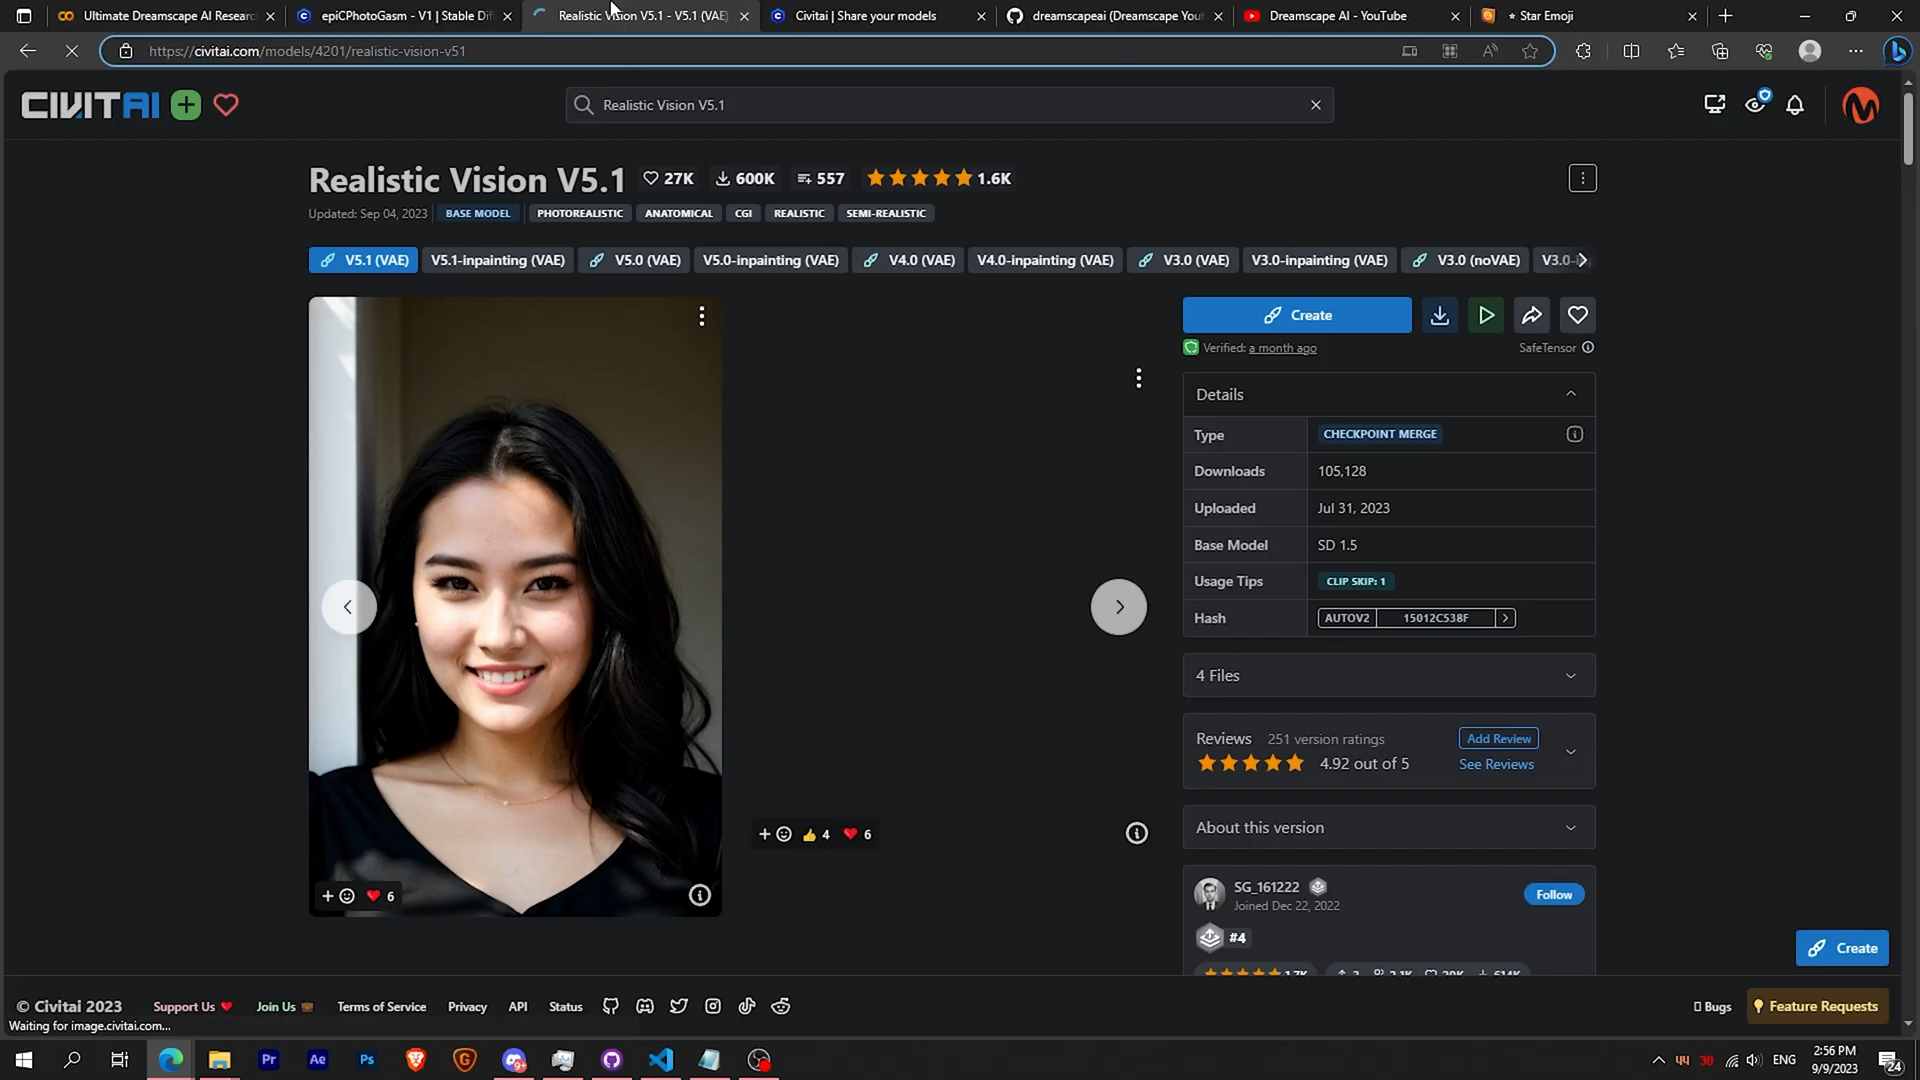 Ultimate Dreamscape AI Researc
epiCPhotoGasm - V1 | Stable Dif
Realistic Vision V5.1 - V5.1 (VAE)
Civitai | Share your models
dreamscapeai (Dreamscape You
Dreamscape AI - YouTube
Star Emoji
https://civitai.com/models/4201/realistic-vision-v51
CIVITAI
Realistic Vision V5.1
Realistic Vision V5.1 27K 600K 557 1.6K
Updated: Sep 04, 2023 BASE MODEL PHOTOREALISTIC ANATOMICAL CGI REALISTIC SEMI-REALISTIC
V5.1 (VAE) V5.1-inpainting (VAE) V5.0 (VAE) V5.0-inpainting (VAE) V4.0 (VAE) V4.0-inpainting (VAE) V3.0 (VAE) V3.0-inpainting (VAE) V3.0 (noVAE) V3.0-
Create
Verified: a month ago SafeTensor
Details
Type CHECKPOINT MERGE
Downloads 105,128
Uploaded Jul 31, 2023
Base Model SD 1.5
Usage Tips CLIP SKIP: 1
Hash AUTOV2 15012C538F
4 Files
Reviews 251 version ratings Add Review
4.92 out of 5 See Reviews
4 6
6
About this version
SG_161222
Joined Dec 22, 2022
Follow
#4
Create
© Civitai 2023 Support Us Join Us Terms of Service Privacy API Status Bugs Feature Requests
Waiting for image.civitai.com...
Pr Ae Ps
30 ENG
2:56 PM
9/9/2023
24